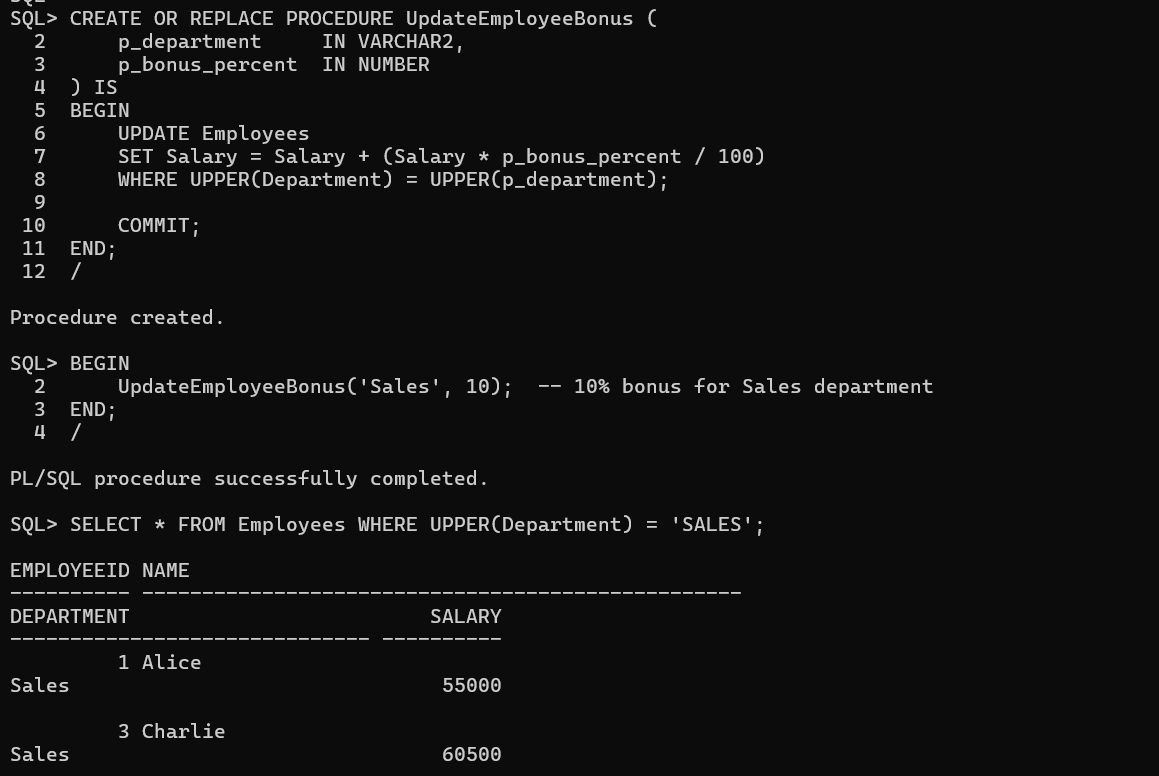 SQL> CREATE OR REPLACE PROCEDURE UpdateEmployeeBonus (
  2      p_department     IN VARCHAR2,
  3      p_bonus_percent  IN NUMBER
  4  ) IS
  5  BEGIN
  6      UPDATE Employees
  7      SET Salary = Salary + (Salary * p_bonus_percent / 100)
  8      WHERE UPPER(Department) = UPPER(p_department);
  9
 10      COMMIT;
 11  END;
 12  /
Procedure created.
SQL> BEGIN
  2      UpdateEmployeeBonus('Sales', 10);  -- 10% bonus for Sales department
  3  END;
  4  /
PL/SQL procedure successfully completed.
SQL> SELECT * FROM Employees WHERE UPPER(Department) = 'SALES';
EMPLOYEEID NAME
---------- --------------------------------------------------
DEPARTMENT                         SALARY
------------------------------ ----------
         1 Alice
Sales                               55000
         3 Charlie
Sales                               60500